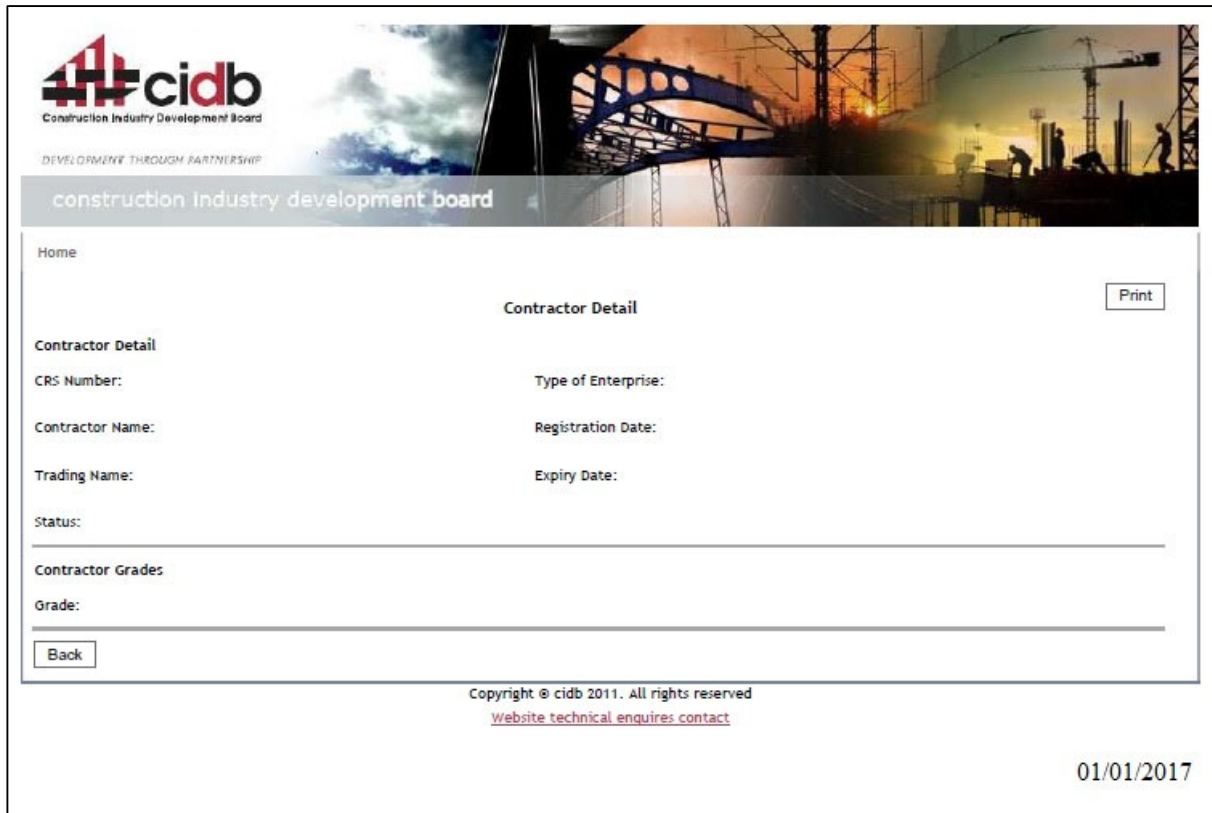 cidb
Construction Industry Development Board
DEVELOPMENT THROUGH PARTNERSHIP
construction industry development board
Home
Print
Contractor Detail
Contractor Detail
CRS Number: Type of Enterprise:
Contractor Name: Registration Date:
Trading Name: Expiry Date:
Status:
Contractor Grades
Grade:
Back
Copyright © cidb 2011. All rights reserved
Website technical enquires contact
01/01/2017